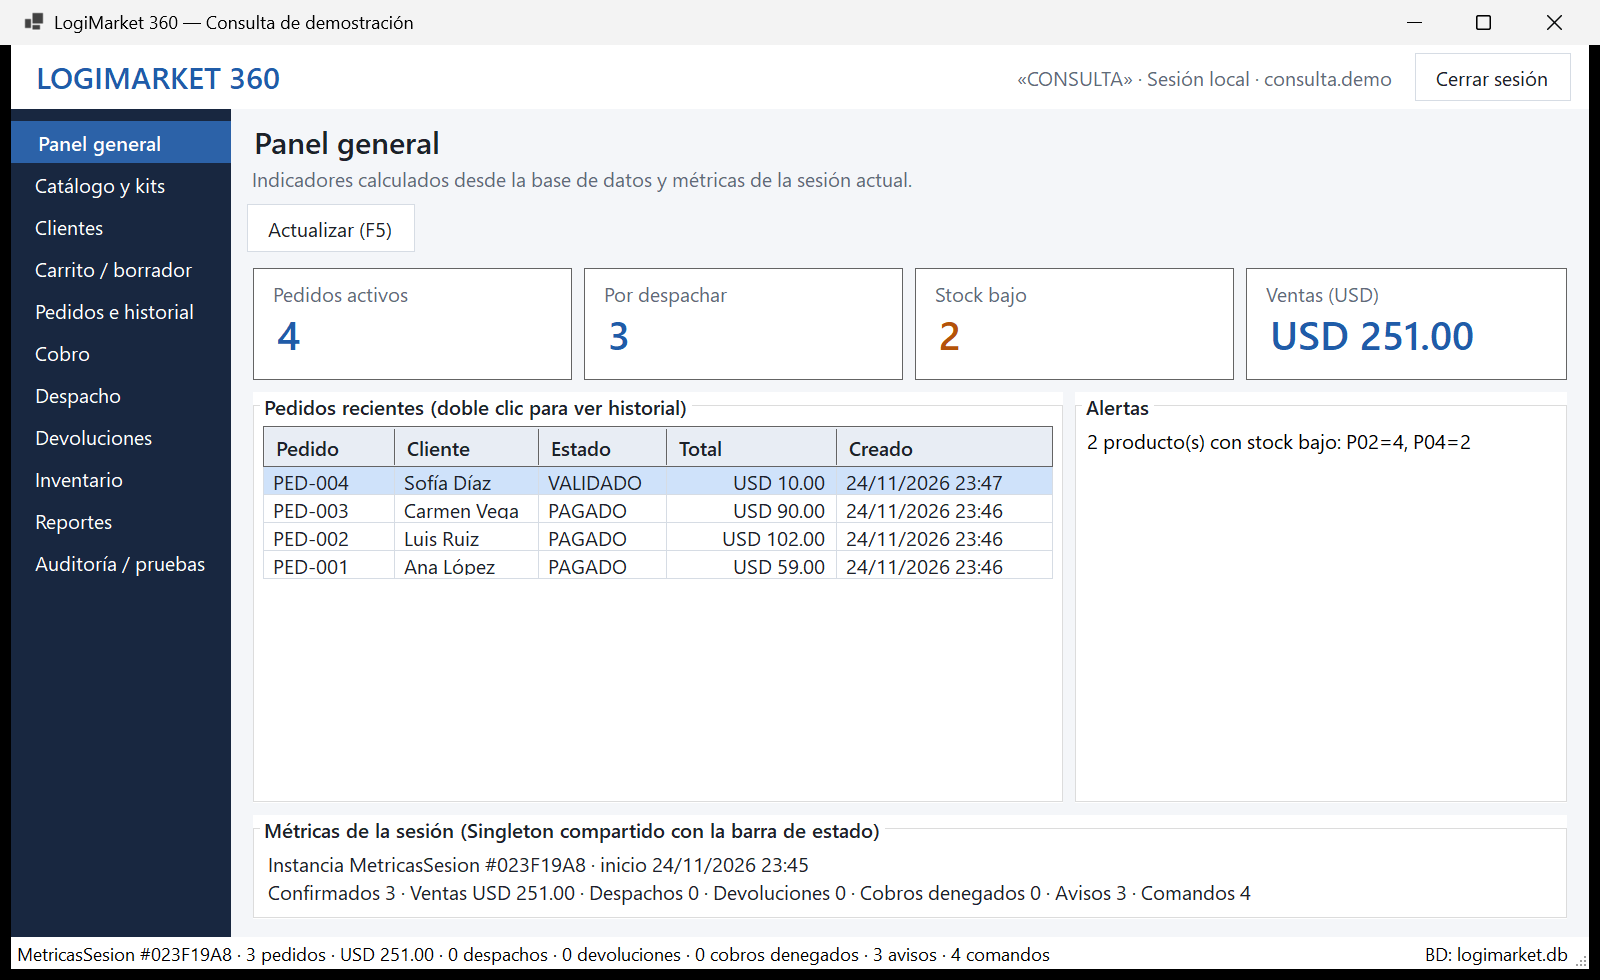 LogiMarket 360 — Consulta de demostración
LOGIMARKET 360
«CONSULTA» · Sesión local · consulta.demo
Cerrar sesión
Panel general
Catálogo y kits
Clientes
Carrito / borrador
Pedidos e historial
Cobro
Despacho
Devoluciones
Inventario
Reportes
Auditoría / pruebas
Panel general
Indicadores calculados desde la base de datos y métricas de la sesión actual.
Actualizar (F5)
Pedidos activos
4
Por despachar
3
Stock bajo
2
Ventas (USD)
USD 251.00
Pedidos recientes (doble clic para ver historial)
Pedido Cliente Estado Total Creado
PED-004 Sofía Díaz VALIDADO USD 10.00 24/11/2026 23:47
PED-003 Carmen Vega PAGADO USD 90.00 24/11/2026 23:46
PED-002 Luis Ruiz PAGADO USD 102.00 24/11/2026 23:46
PED-001 Ana López PAGADO USD 59.00 24/11/2026 23:46
Alertas
2 producto(s) con stock bajo: P02=4, P04=2
Métricas de la sesión (Singleton compartido con la barra de estado)
Instancia MetricasSesion #023F19A8 · inicio 24/11/2026 23:45
Confirmados 3 · Ventas USD 251.00 · Despachos 0 · Devoluciones 0 · Cobros denegados 0 · Avisos 3 · Comandos 4
MetricasSesion #023F19A8 · 3 pedidos · USD 251.00 · 0 despachos · 0 devoluciones · 0 cobros denegados · 3 avisos · 4 comandos
BD: logimarket.db